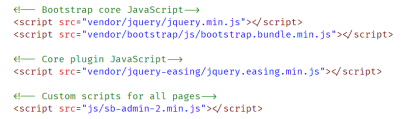 <!-- Bootstrap core JavaScript-->
<script src="vendor/jquery/jquery.min.js"></script>
<script src="vendor/bootstrap/js/bootstrap.bundle.min.js"></script>
<!-- Core plugin JavaScript-->
<script src="vendor/jquery-easing/jquery.easing.min.js"></script>
<!-- Custom scripts for all pages-->
<script src="js/sb-admin-2.min.js"></script>